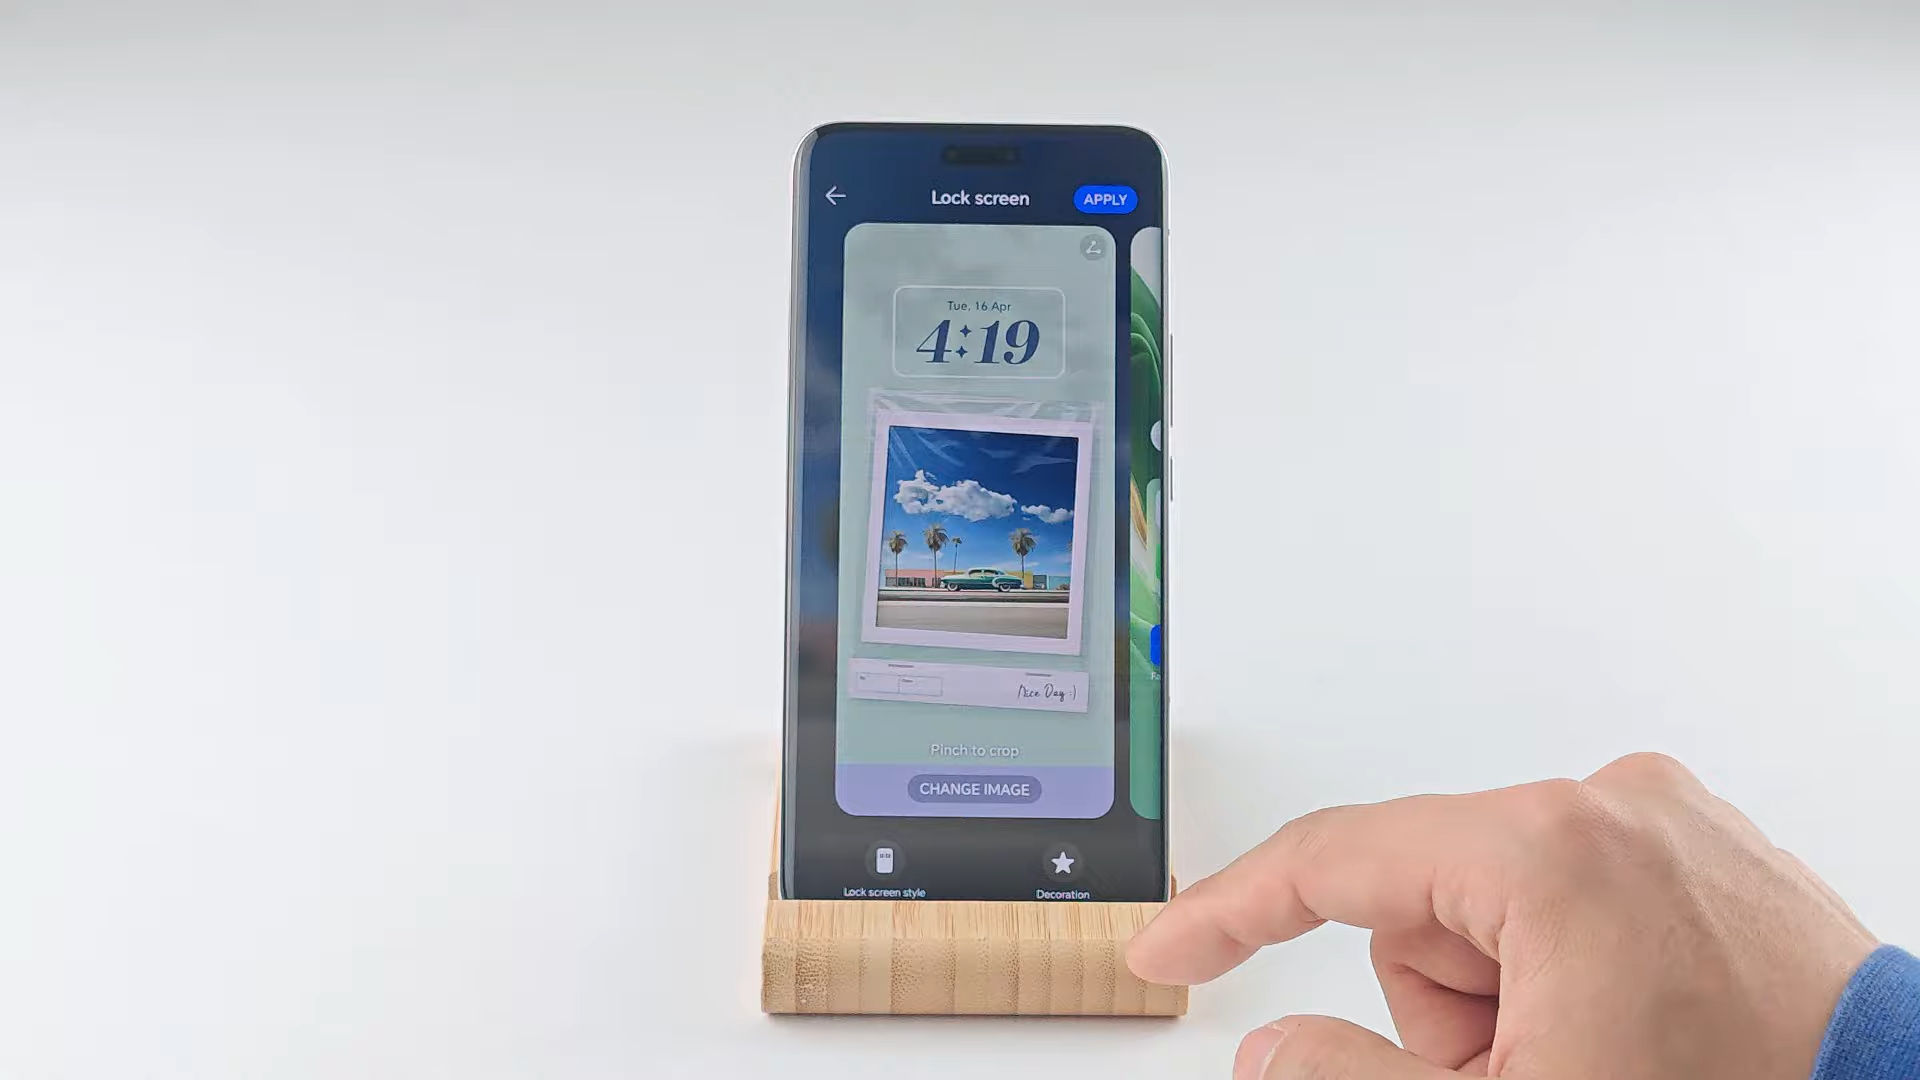 Lock screen
APPLY
Tue, 16 Apr
4:19
Nice Day :)
Pinch to crop
CHANGE IMAGE
Lock screen style
Decoration